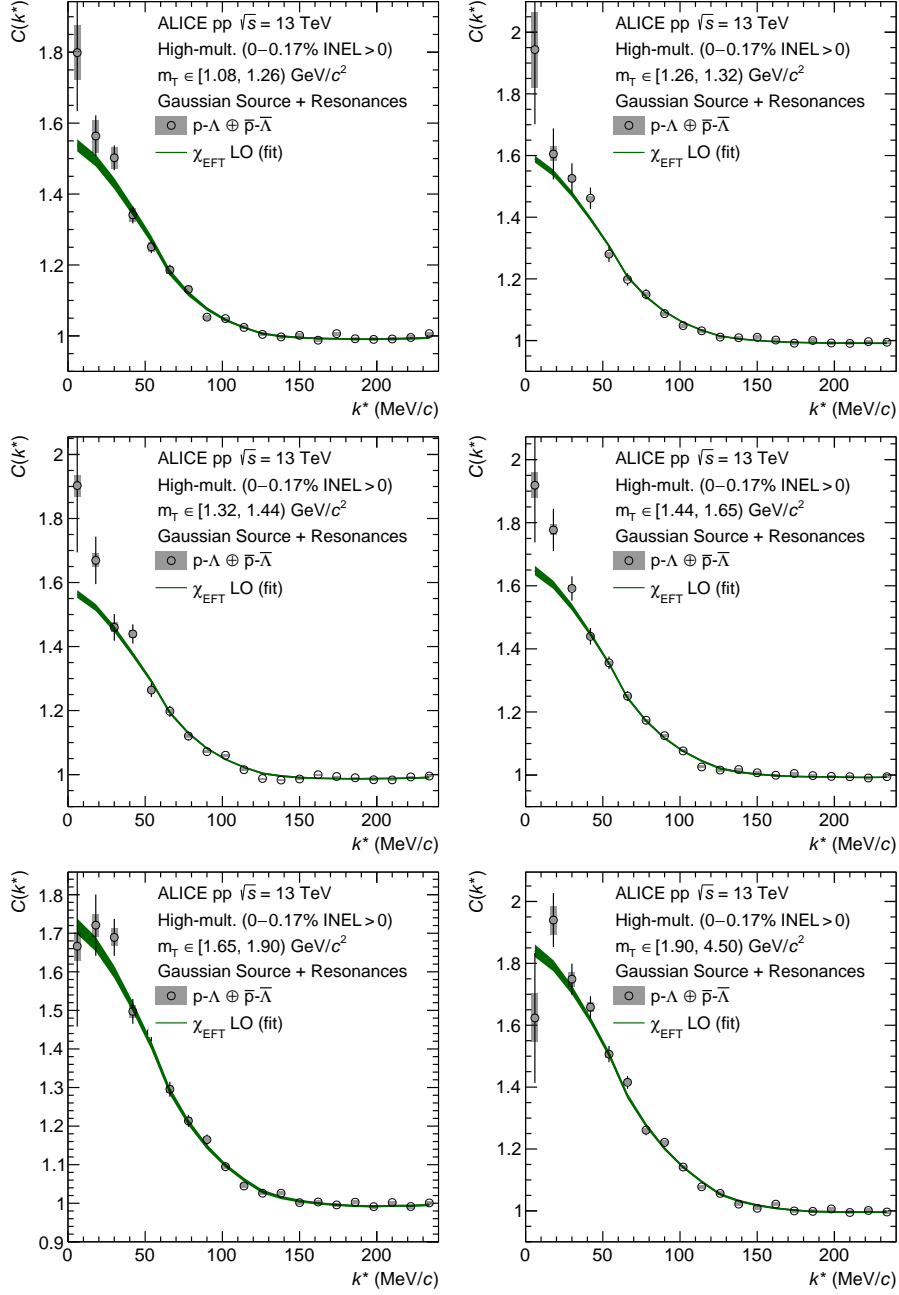 C(k*)
ALICE pp √s = 13 TeV
High-mult. (0−0.17% INEL>0)
m_T ∈ [1.08, 1.26) GeV/c²
Gaussian Source + Resonances
p-Λ ⊕ p̅-Λ̅
χ_EFT LO (fit)
1.8
1.6
1.4
1.2
1
0 50 100 150 200
k* (MeV/c)
C(k*)
ALICE pp √s = 13 TeV
High-mult. (0−0.17% INEL>0)
m_T ∈ [1.26, 1.32) GeV/c²
Gaussian Source + Resonances
p-Λ ⊕ p̅-Λ̅
χ_EFT LO (fit)
2
1.8
1.6
1.4
1.2
1
0 50 100 150 200
k* (MeV/c)
C(k*)
ALICE pp √s = 13 TeV
High-mult. (0−0.17% INEL>0)
m_T ∈ [1.32, 1.44) GeV/c²
Gaussian Source + Resonances
p-Λ ⊕ p̅-Λ̅
χ_EFT LO (fit)
2
1.8
1.6
1.4
1.2
1
0 50 100 150 200
k* (MeV/c)
C(k*)
ALICE pp √s = 13 TeV
High-mult. (0−0.17% INEL>0)
m_T ∈ [1.44, 1.65) GeV/c²
Gaussian Source + Resonances
p-Λ ⊕ p̅-Λ̅
χ_EFT LO (fit)
2
1.8
1.6
1.4
1.2
1
0 50 100 150 200
k* (MeV/c)
C(k*)
ALICE pp √s = 13 TeV
High-mult. (0−0.17% INEL>0)
m_T ∈ [1.65, 1.90) GeV/c²
Gaussian Source + Resonances
p-Λ ⊕ p̅-Λ̅
χ_EFT LO (fit)
1.8
1.7
1.6
1.5
1.4
1.3
1.2
1.1
1.0
0.9
0 50 100 150 200
k* (MeV/c)
C(k*)
ALICE pp √s = 13 TeV
High-mult. (0−0.17% INEL>0)
m_T ∈ [1.90, 4.50) GeV/c²
Gaussian Source + Resonances
p-Λ ⊕ p̅-Λ̅
χ_EFT LO (fit)
2
1.8
1.6
1.4
1.2
1
0 50 100 150 200
k* (MeV/c)